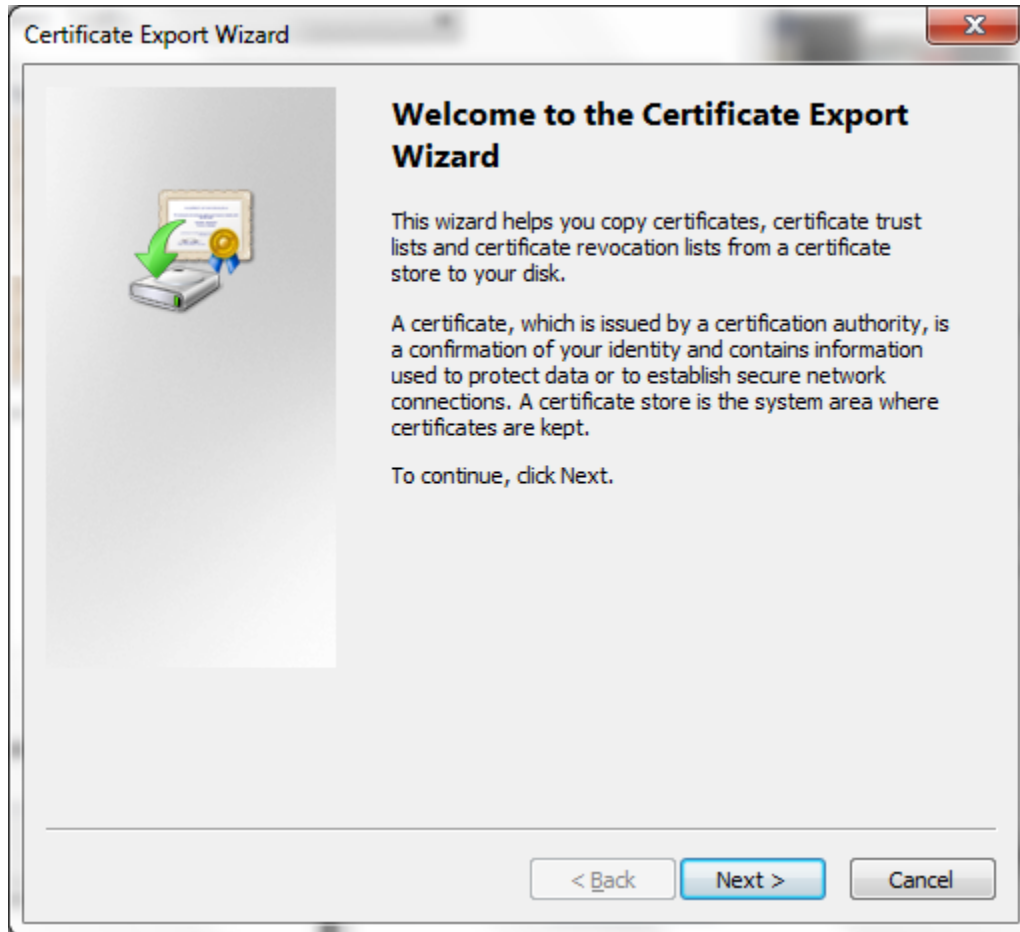 Certificate Export Wizard
X
Welcome to the Certificate Export
Wizard
This wizard helps you copy certificates, certificate trust
lists and certificate revocation lists from a certificate
store to your disk.
A certificate, which is issued by a certification authority, is
a confirmation of your identity and contains information
used to protect data or to establish secure network
connections. A certificate store is the system area where
certificates are kept.
To continue, click Next.
< Back Next > Cancel